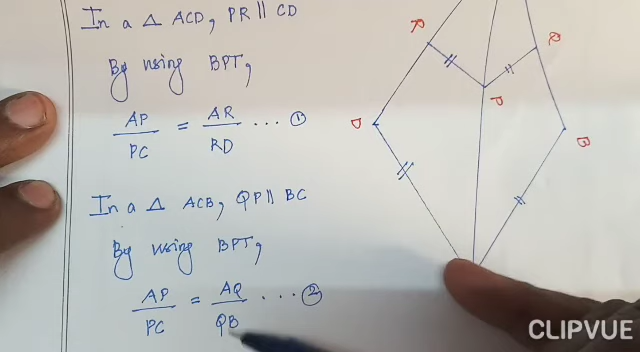 In a △ ACD, PR || CD
By using BPT,
AP/PC = AR/RD ... ①
In a △ ACB, QP || BC
By using BPT,
AP/PC = AQ/QB ... ②
R
Q
P
D
B
CLIPVUE